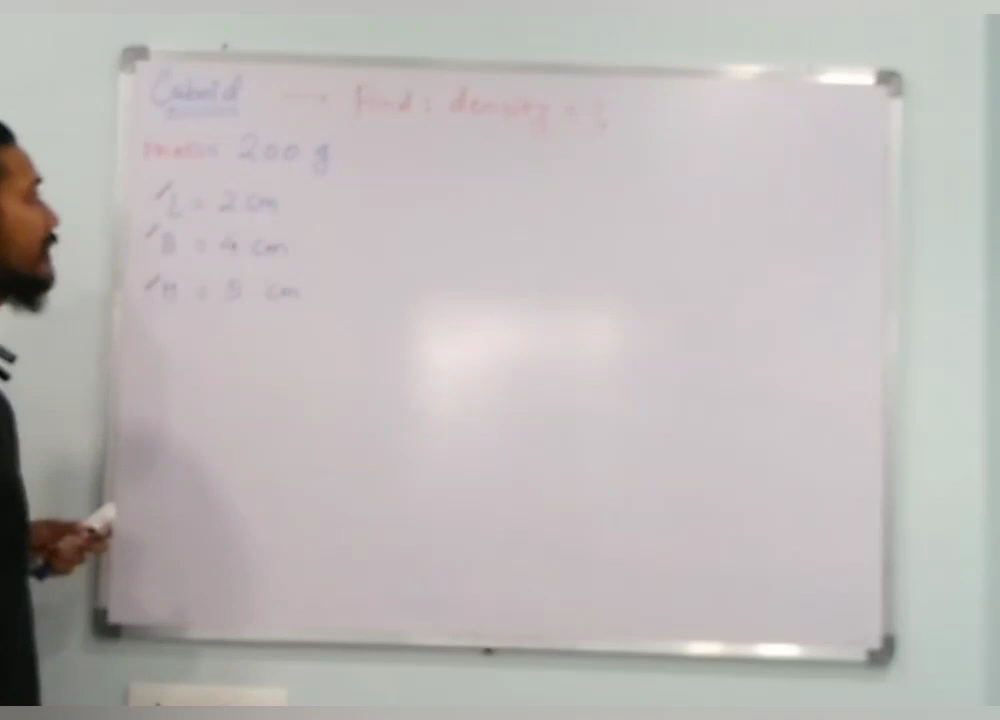 Cuboid → Find: density = ?
mass = 200 g
L = 2 cm
B = 4 cm
H = 5 cm